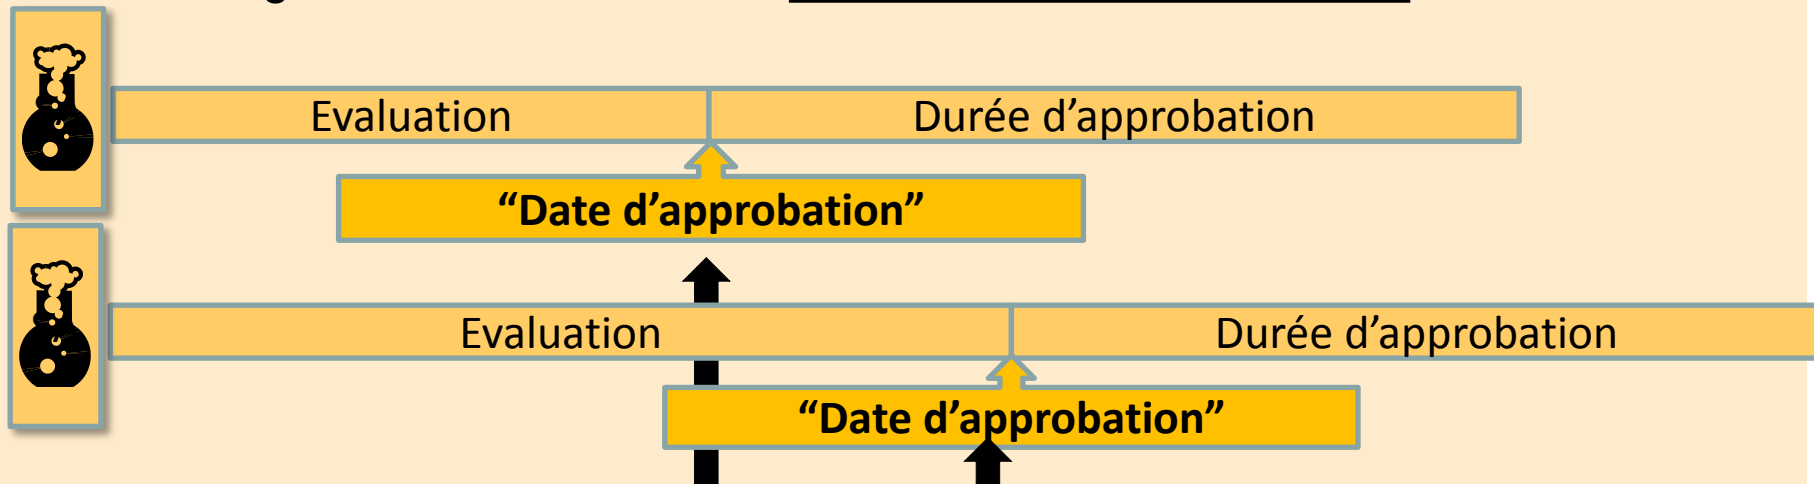 Evaluation
Durée d’approbation
“Date d’approbation”
Evaluation
Durée d’approbation
“Date d’approbation”